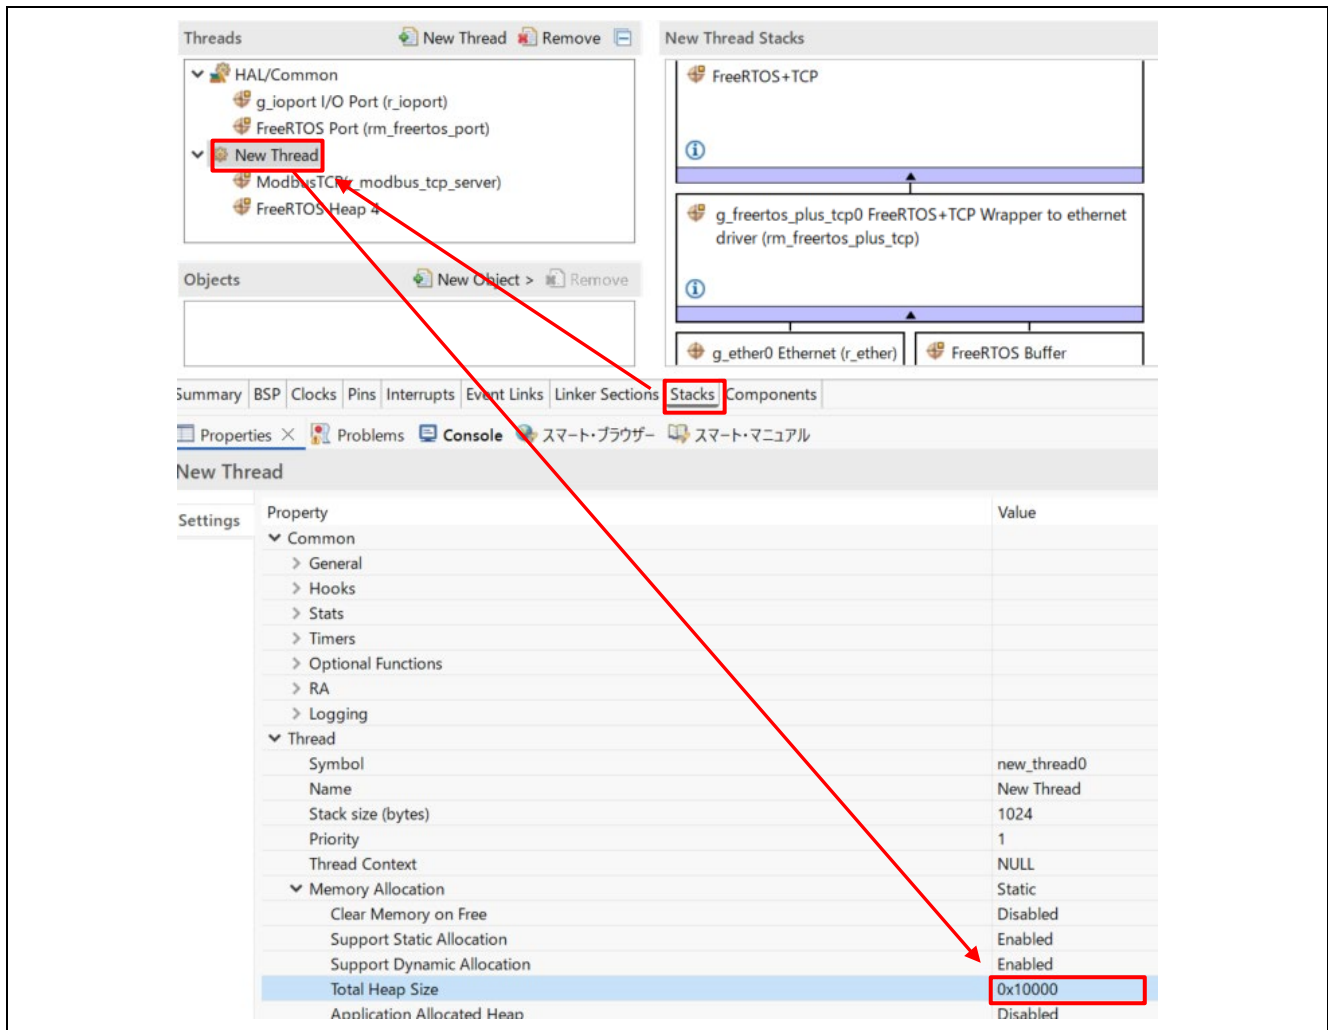 Threads New Thread Remove
HAL/Common
g_ioport I/O Port (r_ioport)
FreeRTOS Port (rm_freertos_port)
New Thread
ModbusTCP(r_modbus_tcp_server)
FreeRTOS Heap 4
Objects New Object > Remove
New Thread Stacks
FreeRTOS+TCP
g_freertos_plus_tcp0 FreeRTOS+TCP Wrapper to ethernet
driver (rm_freertos_plus_tcp)
g_ether0 Ethernet (r_ether) FreeRTOS Buffer
Summary BSP Clocks Pins Interrupts Event Links Linker Sections Stacks Components
Properties Problems Console スマート・ブラウザー スマート・マニュアル
New Thread
Settings
Property Value
Common
General
Hooks
Stats
Timers
Optional Functions
RA
Logging
Thread
Symbol new_thread0
Name New Thread
Stack size (bytes) 1024
Priority 1
Thread Context NULL
Memory Allocation Static
Clear Memory on Free Disabled
Support Static Allocation Enabled
Support Dynamic Allocation Enabled
Total Heap Size 0x10000
Application Allocated Heap Disabled